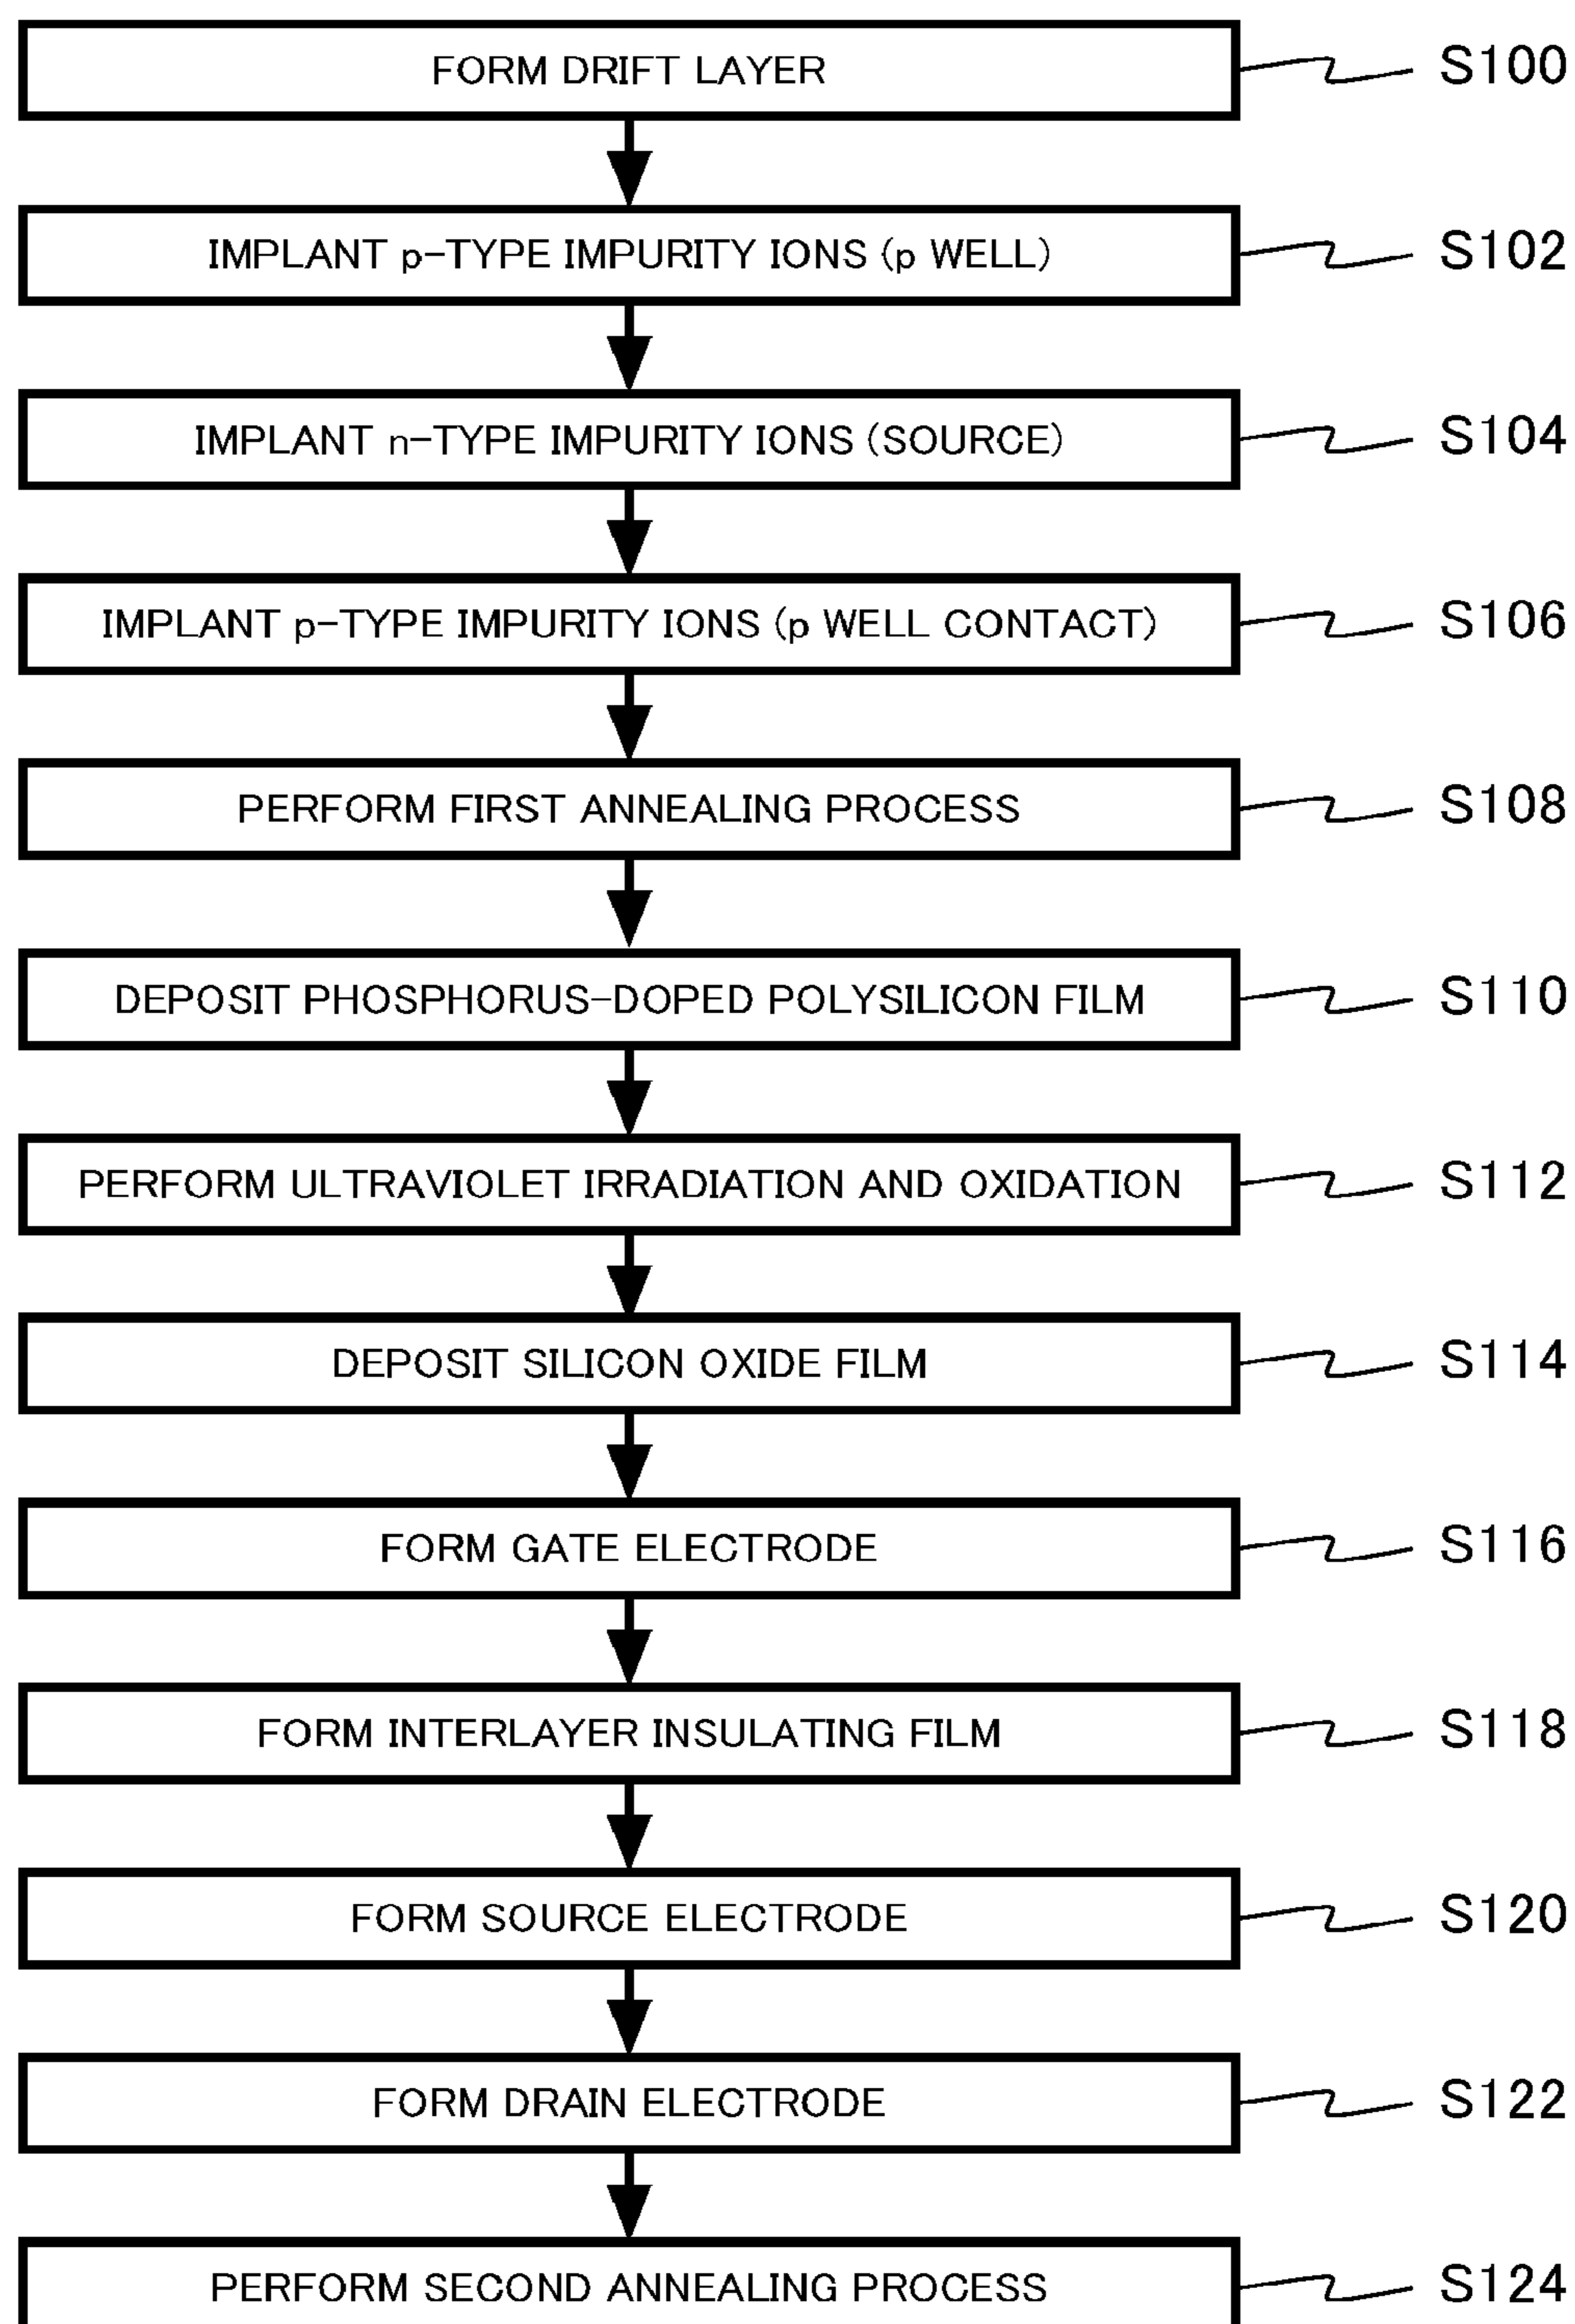 FORM DRIFT LAYER S100
IMPLANT p-TYPE IMPURITY IONS (p WELL) S102
IMPLANT n-TYPE IMPURITY IONS (SOURCE) S104
IMPLANT p-TYPE IMPURITY IONS (p WELL CONTACT) S106
PERFORM FIRST ANNEALING PROCESS S108
DEPOSIT PHOSPHORUS-DOPED POLYSILICON FILM S110
PERFORM ULTRAVIOLET IRRADIATION AND OXIDATION S112
DEPOSIT SILICON OXIDE FILM S114
FORM GATE ELECTRODE S116
FORM INTERLAYER INSULATING FILM S118
FORM SOURCE ELECTRODE S120
FORM DRAIN ELECTRODE S122
PERFORM SECOND ANNEALING PROCESS S124